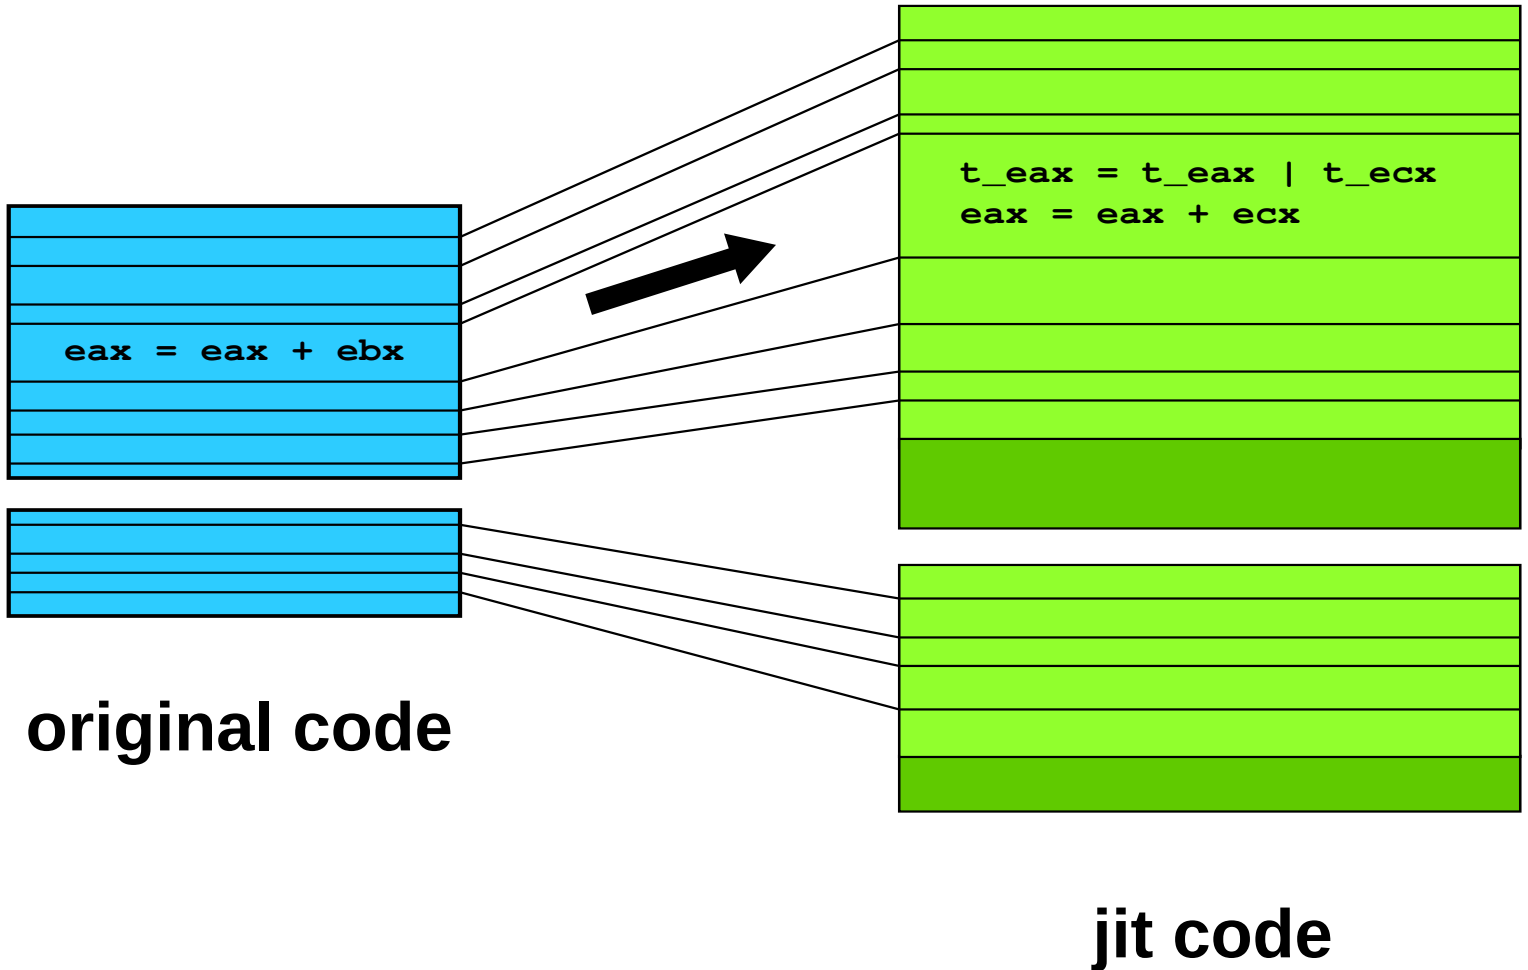 eax = eax + ebx
original code
t_eax = t_eax | t_ecx
eax = eax + ecx
jit code